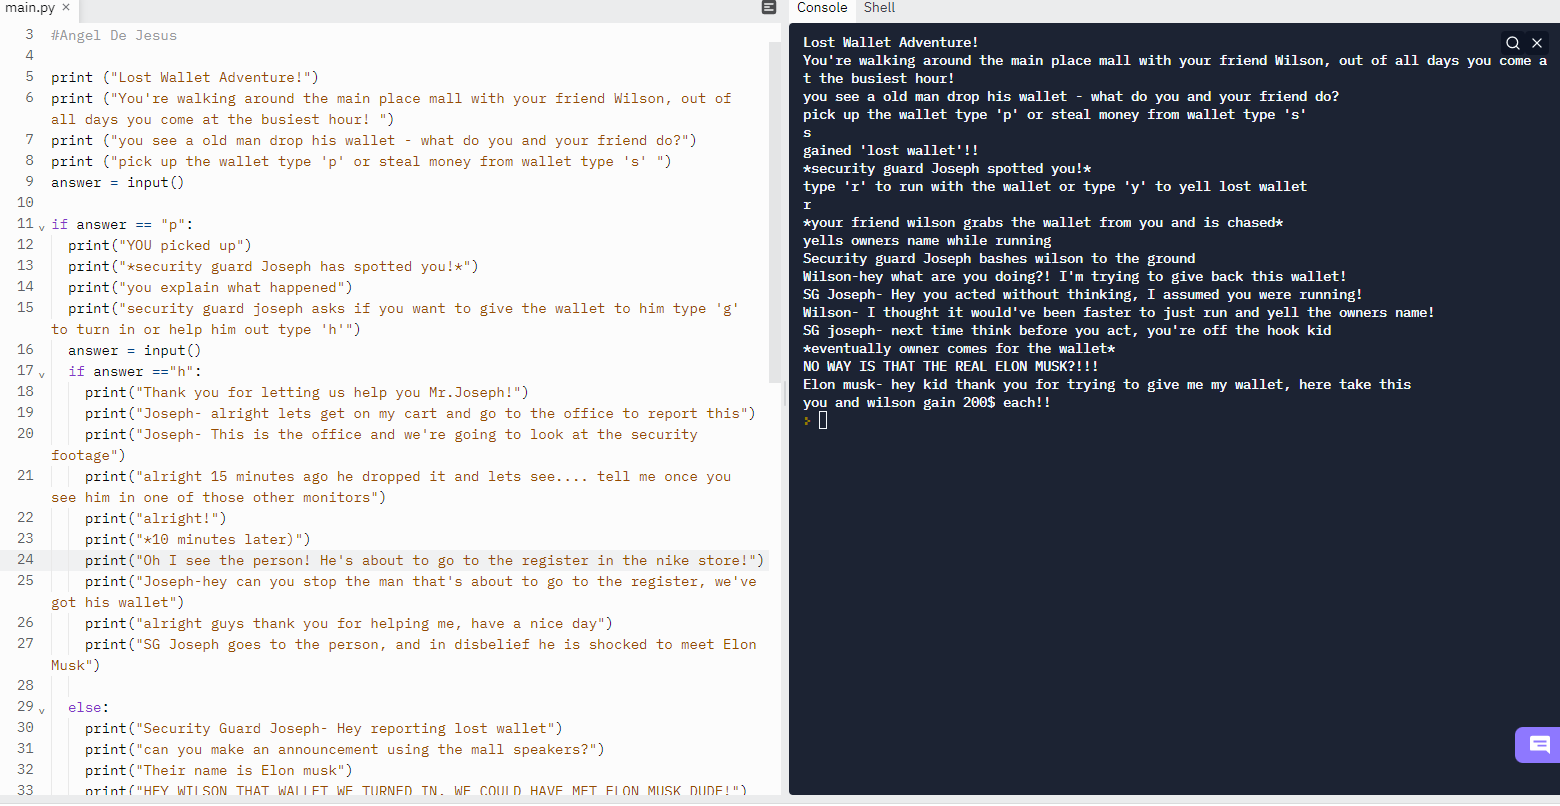 main.py ×
3 #Angel De Jesus
4
5 print ("Lost Wallet Adventure!")
6 print ("You're walking around the main place mall with your friend Wilson, out of
all days you come at the busiest hour! ")
7 print ("you see a old man drop his wallet - what do you and your friend do?")
8 print ("pick up the wallet type 'p' or steal money from wallet type 's' ")
9 answer = input()
10
11 if answer == "p":
12 print("YOU picked up")
13 print("*security guard Joseph has spotted you!*")
14 print("you explain what happened")
15 print("security guard joseph asks if you want to give the wallet to him type 'g'
to turn in or help him out type 'h'")
16 answer = input()
17 if answer =="h":
18 print("Thank you for letting us help you Mr.Joseph!")
19 print("Joseph- alright lets get on my cart and go to the office to report this")
20 print("Joseph- This is the office and we're going to look at the security
footage")
21 print("alright 15 minutes ago he dropped it and lets see.... tell me once you
see him in one of those other monitors")
22 print("alright!")
23 print("*10 minutes later)")
24 print("Oh I see the person! He's about to go to the register in the nike store!")
25 print("Joseph-hey can you stop the man that's about to go to the register, we've
got his wallet")
26 print("alright guys thank you for helping me, have a nice day")
27 print("SG Joseph goes to the person, and in disbelief he is shocked to meet Elon
Musk")
28
29 else:
30 print("Security Guard Joseph- Hey reporting lost wallet")
31 print("can you make an announcement using the mall speakers?")
32 print("Their name is Elon musk")
33 print("HEY WILSON THAT WALLET WE TURNED IN, WE COULD HAVE MET ELON MUSK DUDE!")
Console Shell
Lost Wallet Adventure!
You're walking around the main place mall with your friend Wilson, out of all days you come a
t the busiest hour!
you see a old man drop his wallet - what do you and your friend do?
pick up the wallet type 'p' or steal money from wallet type 's'
s
gained 'lost wallet'!!
*security guard Joseph spotted you!*
type 'r' to run with the wallet or type 'y' to yell lost wallet
r
*your friend wilson grabs the wallet from you and is chased*
yells owners name while running
Security guard Joseph bashes wilson to the ground
Wilson-hey what are you doing?! I'm trying to give back this wallet!
SG Joseph- Hey you acted without thinking, I assumed you were running!
Wilson- I thought it would've been faster to just run and yell the owners name!
SG joseph- next time think before you act, you're off the hook kid
*eventually owner comes for the wallet*
NO WAY IS THAT THE REAL ELON MUSK?!!!
Elon musk- hey kid thank you for trying to give me my wallet, here take this
you and wilson gain 200$ each!!